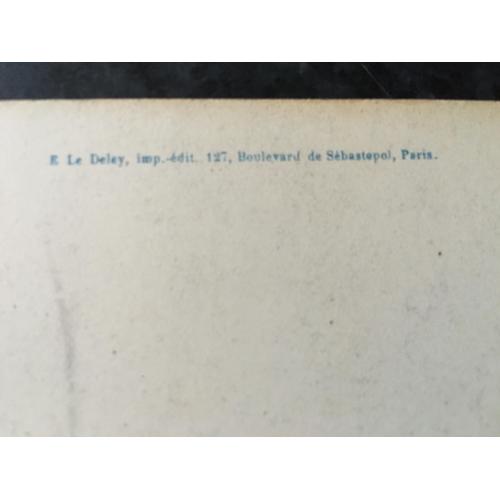 E Le Deley, imp.-édit. 127, Boulevard de Sébastopol, Paris.